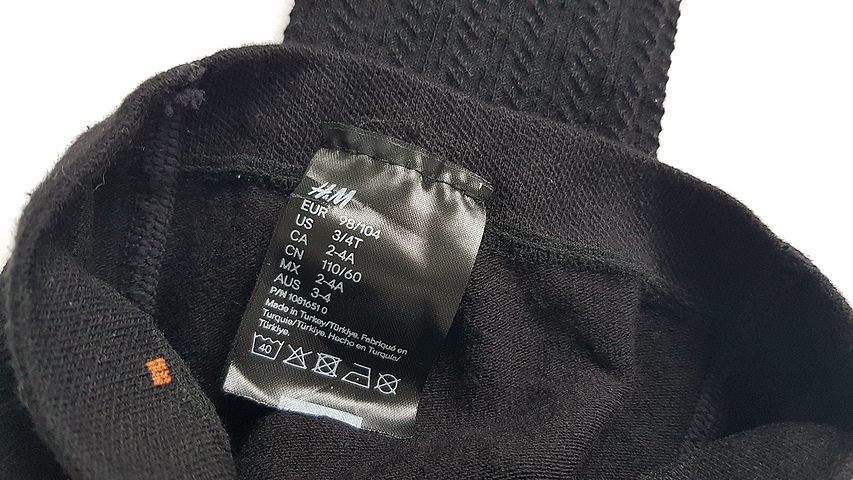 H&M
EUR 98/104
US 3/4T
CA 2-4A
CN 110/60
MX 2-4A
AUS 3-4
P/N 1081651 0
Made in Turkey/Türkiye. Fabriqué en
Turquie/Türkiye. Hecho en Turquía/
Türkiye.
40